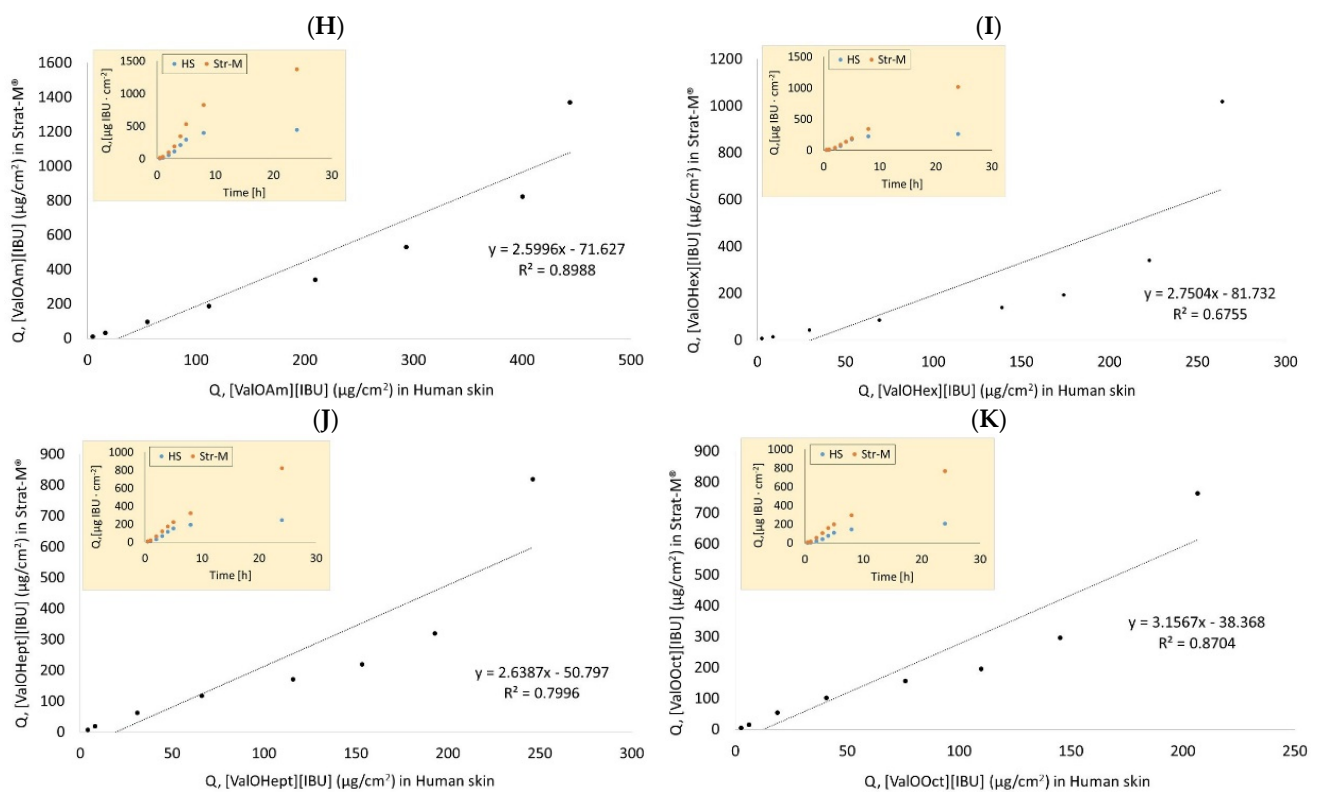 (H)
Q, [ValOAm][IBU] (µg/cm²) in Strat-M®
1600
1400
1200
1000
800
600
400
200
0
0 100 200 300 400 500
Q, [ValOAm][IBU] (µg/cm²) in Human skin
y = 2.5996x - 71.627
R² = 0.8988
HS Str-M
Q,[µg IBU · cm⁻²]
1500
1000
500
0
0 10 20 30
Time [h]
(I)
Q, [ValOHex][IBU] (µg/cm²) in Strat-M®
1200
1000
800
600
400
200
0
0 50 100 150 200 250 300
Q, [ValOHex][IBU] (µg/cm²) in Human skin
y = 2.7504x - 81.732
R² = 0.6755
HS Str-M
Q,[µg IBU · cm⁻²]
1500
1000
500
0
0 10 20 30
Time [h]
(J)
Q, [ValOHept][IBU] (µg/cm²) in Strat-M®
900
800
700
600
500
400
300
200
100
0
0 50 100 150 200 250 300
Q, [ValOHept][IBU] (µg/cm²) in Human skin
y = 2.6387x - 50.797
R² = 0.7996
HS Str-M
Q,[µg IBU · cm⁻²]
1000
800
600
400
200
0
0 10 20 30
Time [h]
(K)
Q, [ValOOct][IBU] (µg/cm²) in Strat-M®
900
800
700
600
500
400
300
200
100
0
0 50 100 150 200 250
Q, [ValOOct][IBU] (µg/cm²) in Human skin
y = 3.1567x - 38.368
R² = 0.8704
HS Str-M
Q,[µg IBU · cm⁻²]
1000
800
600
400
200
0
0 10 20 30
Time [h]